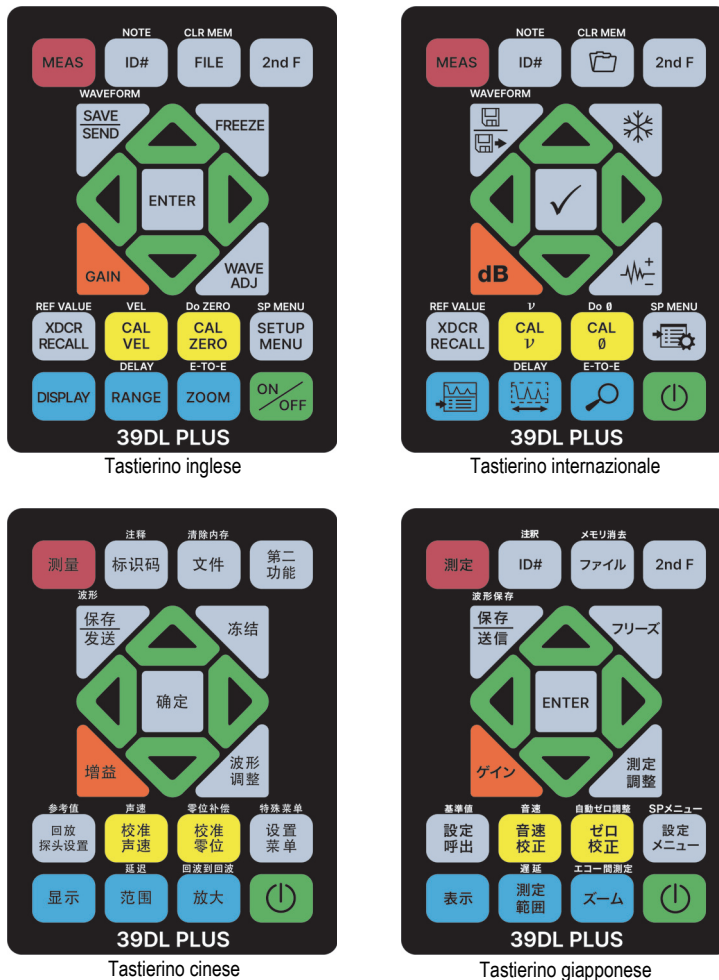 NOTE CLR MEM
MEAS ID# FILE 2nd F
WAVEFORM
SAVE
SEND
FREEZE
ENTER
GAIN
WAVE
ADJ
REF VALUE VEL Do ZERO SP MENU
XDCR
RECALL
CAL
VEL
CAL
ZERO
SETUP
MENU
DELAY E-TO-E
DISPLAY RANGE ZOOM ON/OFF
39DL PLUS
Tastierino inglese
NOTE CLR MEM
MEAS ID# 2nd F
WAVEFORM
dB
REF VALUE ν Do Ø SP MENU
XDCR
RECALL
CAL
ν
CAL
Ø
DELAY E-TO-E
39DL PLUS
Tastierino internazionale
注释 清除内存
测量 标识码 文件 第二
功能
波形
保存
发送
冻结
确定
增益
波形
调整
参考值 声速 零位补偿 特殊菜单
回放
探头设置
校准
声速
校准
零位
设置
菜单
延迟 回波到回波
显示 范围 放大
39DL PLUS
Tastierino cinese
注釈 メモリ消去
測定 ID# ファイル 2nd F
波形保存
保存
送信
フリーズ
ENTER
ゲイン
測定
調整
基準値 音速 自動ゼロ調整 SPメニュー
設定
呼出
音速
校正
ゼロ
校正
設定
メニュー
遅延 エコー間測定
表示 測定
範囲
ズーム
39DL PLUS
Tastierino giapponese